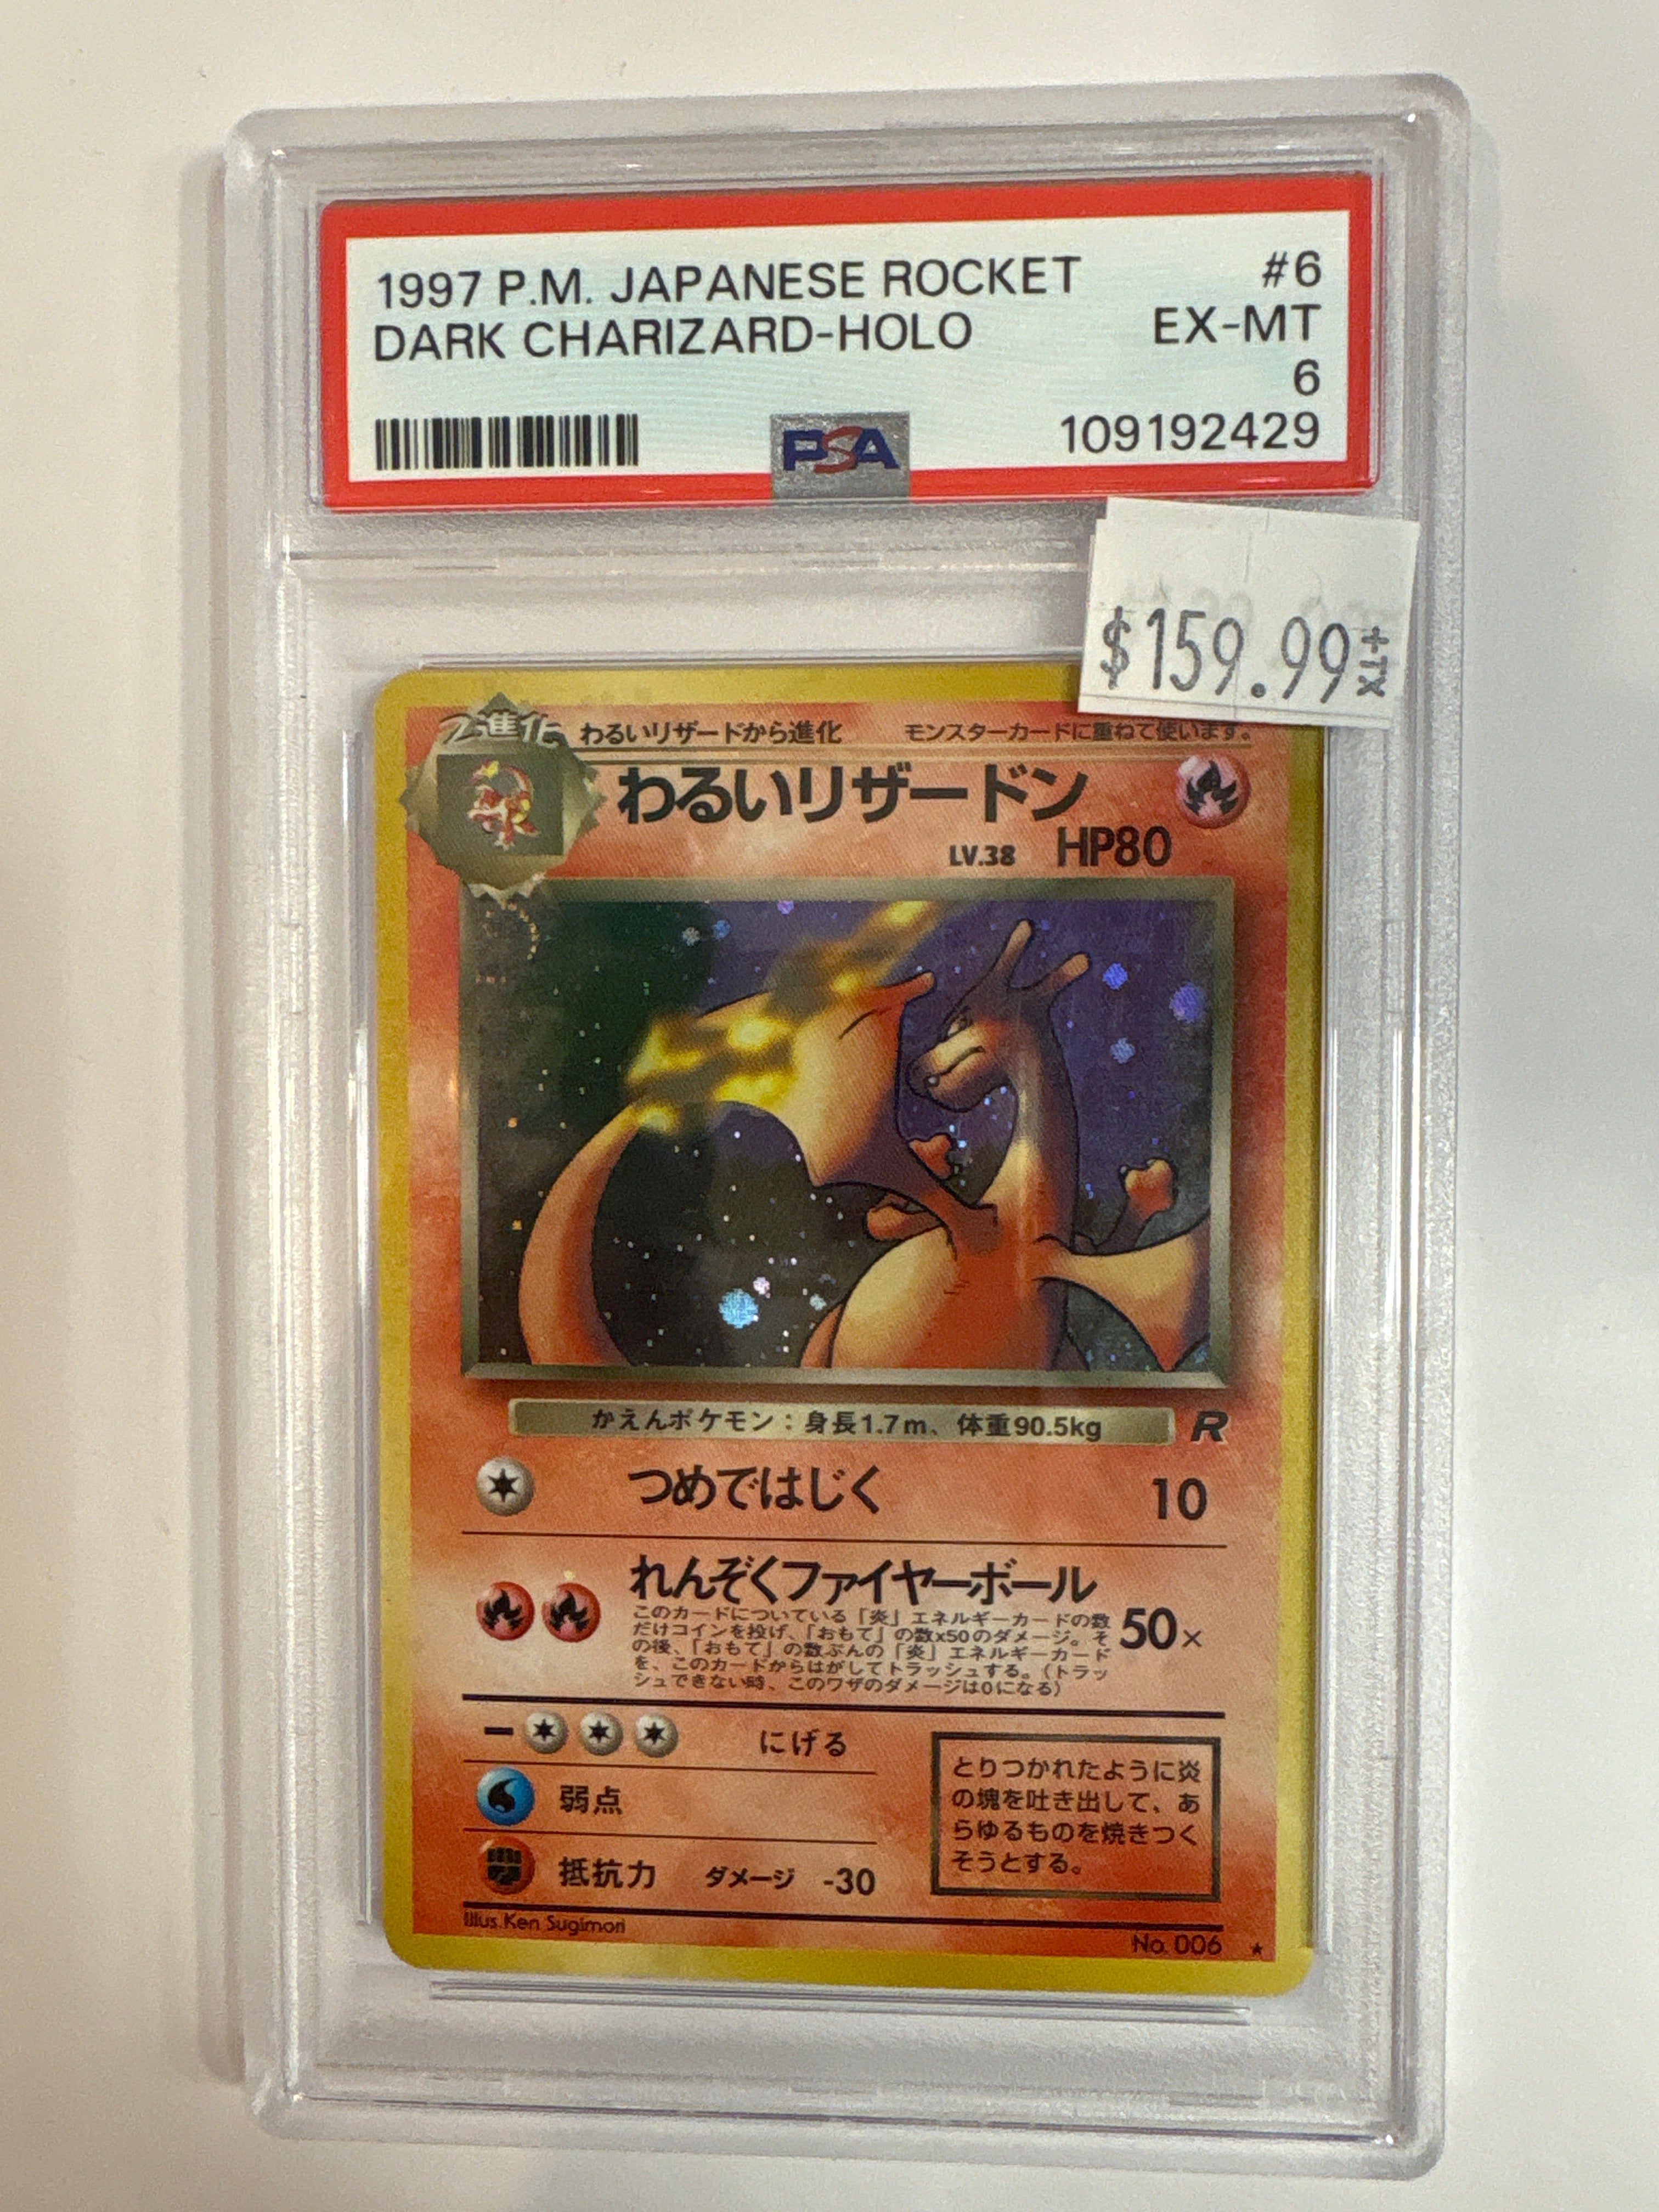 1997 P.M. JAPANESE ROCKET #6
DARK CHARIZARD-HOLO EX-MT
6
PSA 109192429
$159.99+TX
2進化 わるいリザードから進化 モンスターカードに重ねて使います。
わるいリザードン
LV.38 HP80
かえんポケモン：身長1.7m、体重90.5kg R
つめではじく 10
れんぞくファイヤーボール
このカードについている「炎」エネルギーカードの数
だけコインを投げ、「おもて」の数x50のダメージ。そ
の後、「おもて」の数ぶんの「炎」エネルギーカード
を、このカードからはがしてトラッシュする。（トラッ
シュできない時、このワザのダメージは0になる）
50×
− にげる
弱点
抵抗力 ダメージ -30
とりつかれたように炎
の塊を吐き出して、あ
らゆるものを焼きつく
そうとする。
Illus. Ken Sugimori
No. 006 ★